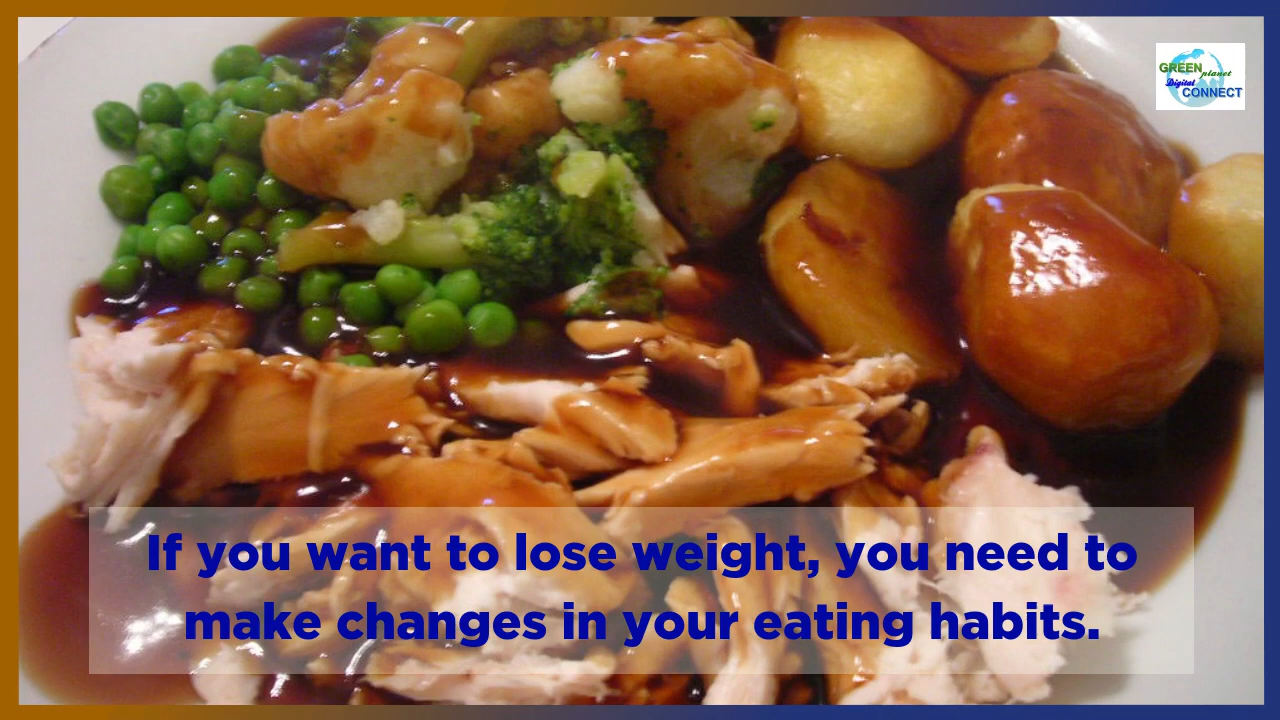 GREEN
planet
Digital
CONNECT
If you want to lose weight, you need to
make changes in your eating habits.